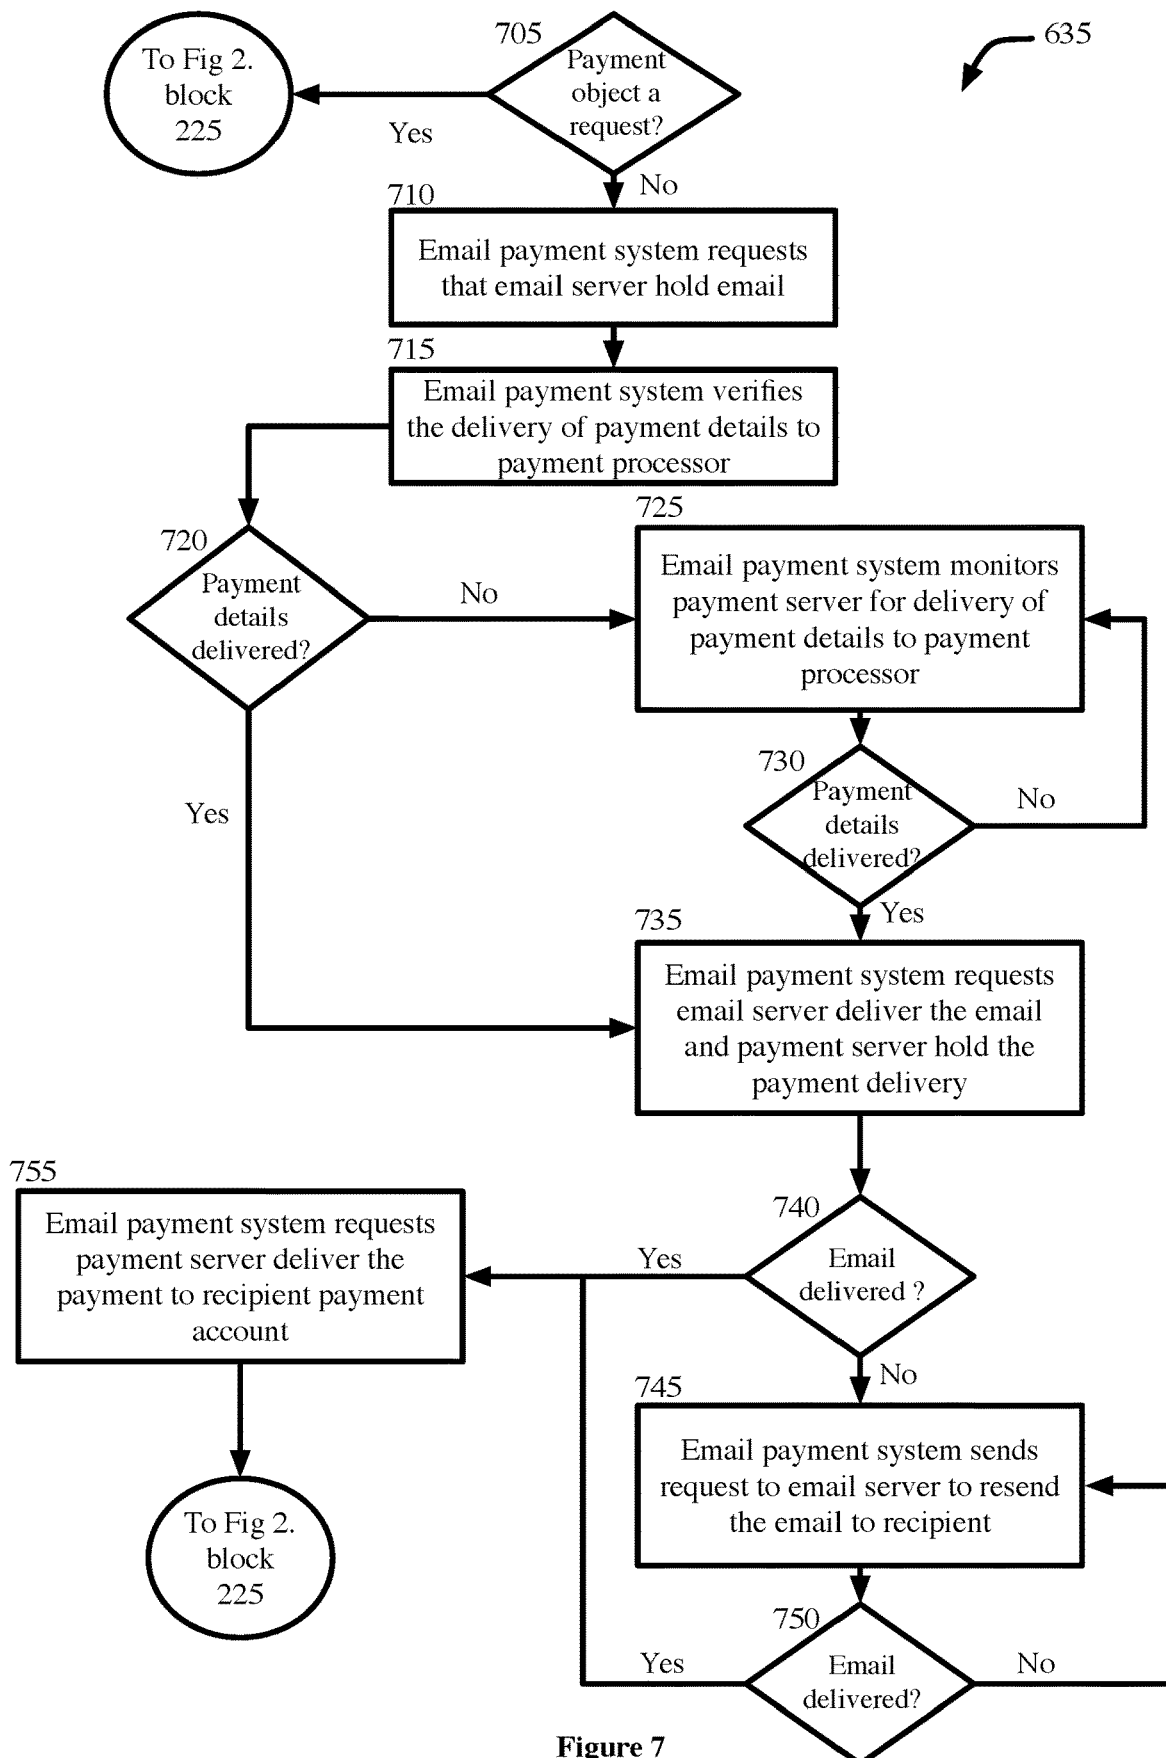 705
635
To Fig 2.
block
225
Payment
object a
request?
Yes
No
710
Email payment system requests
that email server hold email
715
Email payment system verifies
the delivery of payment details to
payment processor
720
Payment
details
delivered?
No
725
Email payment system monitors
payment server for delivery of
payment details to payment
processor
730
Payment
details
delivered?
No
Yes
Yes
735
Email payment system requests
email server deliver the email
and payment server hold the
payment delivery
755
Email payment system requests
payment server deliver the
payment to recipient payment
account
740
Email
delivered ?
Yes
No
745
Email payment system sends
request to email server to resend
the email to recipient
To Fig 2.
block
225
750
Email
delivered?
Yes
No
Figure 7